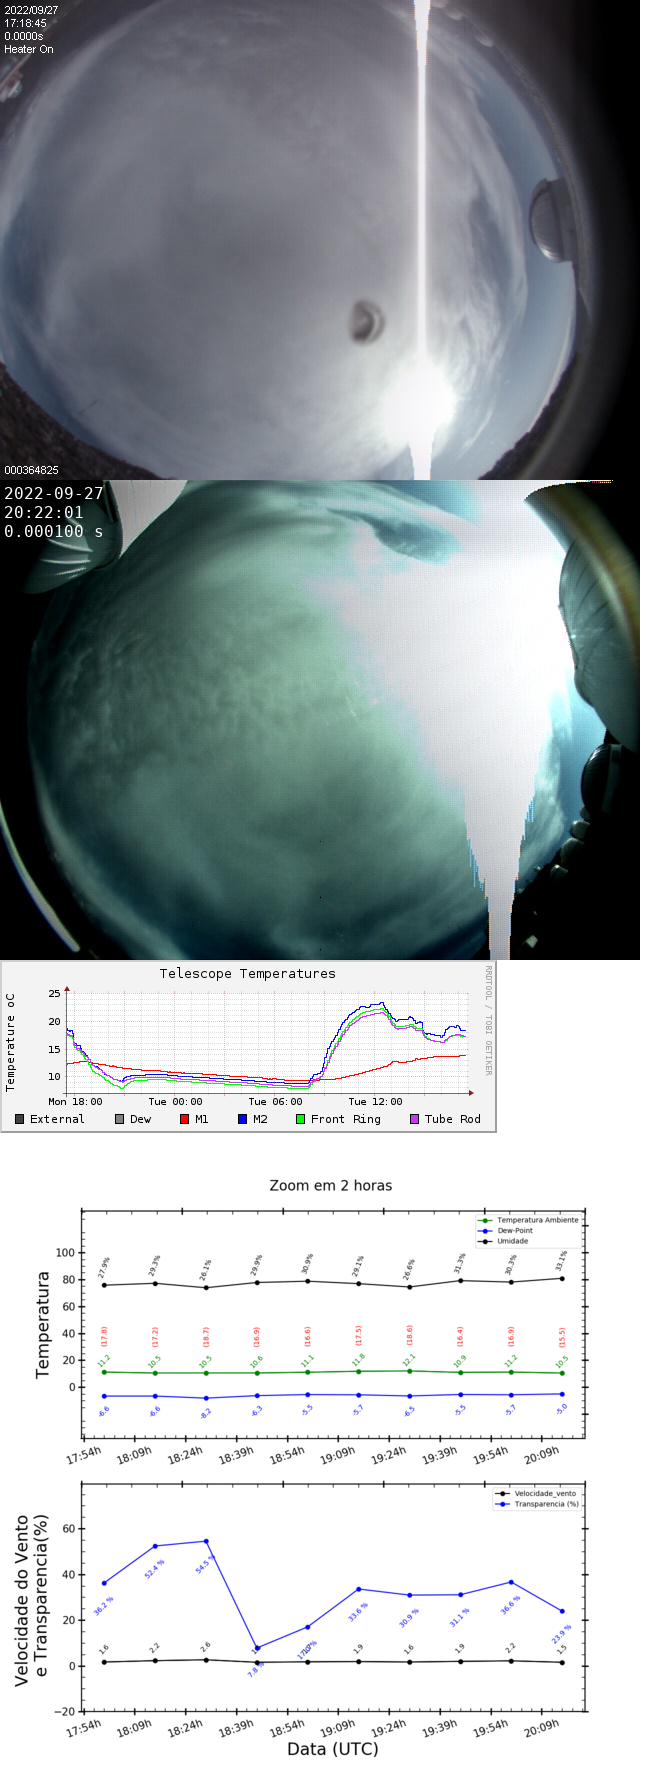 2022/09/27
17:18:45
0.0000s
Heater On
000364825
2022-09-27
20:22:01
0.000100 s
Telescope Temperatures
RRDTOOL / TOBI OETIKER
Temperature oC
25
20
15
10
Mon 18:00 Tue 00:00 Tue 06:00 Tue 12:00
External Dew M1 M2 Front Ring Tube Rod
Zoom em 2 horas
Temperatura Ambiente
Dew-Point
Umidade
Temperatura
100
80
60
40
20
0
27.9% 29.3% 26.1% 29.9% 30.9% 29.1% 26.6% 31.3% 30.3% 33.1%
(17.8) (17.2) (18.7) (16.9) (16.6) (17.5) (18.6) (16.4) (16.9) (15.5)
11.2 10.5 10.5 10.6 11.1 11.8 12.1 10.9 11.2 10.5
-6.6 -6.6 -8.2 -6.3 -5.5 -5.7 -6.5 -5.5 -5.7 -5.0
17:54h 18:09h 18:24h 18:39h 18:54h 19:09h 19:24h 19:39h 19:54h 20:09h
Velocidade_vento
Transparencia (%)
Velocidade do Vento
e Transparencia(%)
60
40
20
0
−20
36.2 % 52.4 % 54.5 % 7.8 % 33.6 % 30.9 % 31.1 % 36.6 % 23.9 %
1.6 2.2 2.6 1.9 1.6 1.9 2.2 1.5
17:54h 18:09h 18:24h 18:39h 18:54h 19:09h 19:24h 19:39h 19:54h 20:09h
Data (UTC)